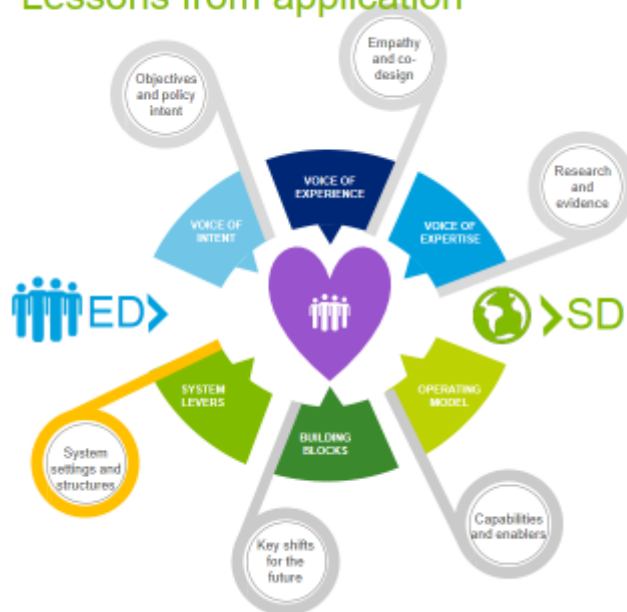 Lessons from application
Empathy
and co-
design
Objectives
and policy
intent
VOICE OF
EXPERIENCE
Research
and
evidence
VOICE OF
INTENT
VOICE OF
EXPERTISE
ED>
>SD
SYSTEM
LEVERS
OPERATING
MODEL
BUILDING
BLOCKS
System
settings and
structures
Capabilities
and enablers
Key shifts
for the
future